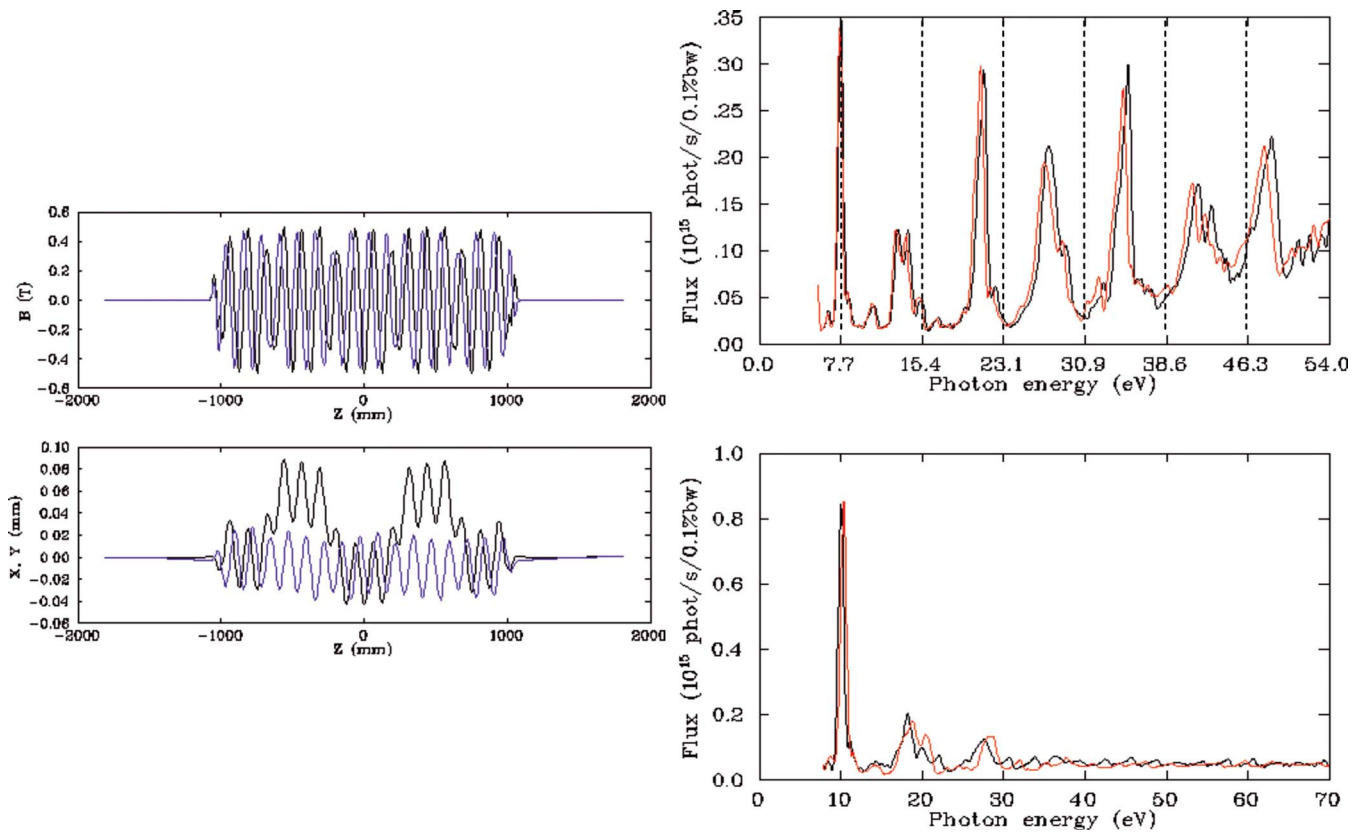 0.6
0.4
0.2
0.0
−0.2
−0.4
−0.6
B (T)
−2000 −1000 0 1000 2000
Z (mm)
0.10
0.08
0.06
0.04
0.02
0.00
−0.02
−0.04
−0.06
X, Y (mm)
−2000 −1000 0 1000 2000
Z (mm)
.35
.30
.25
.20
.15
.10
.05
.00
Flux (10¹⁵ phot/s/0.1%bw)
0.0 7.7 15.4 23.1 30.9 38.6 46.3 54.0
Photon energy (eV)
1.0
0.8
0.6
0.4
0.2
0.0
Flux (10¹⁵ phot/s/0.1%bw)
0 10 20 30 40 50 60 70
Photon energy (eV)